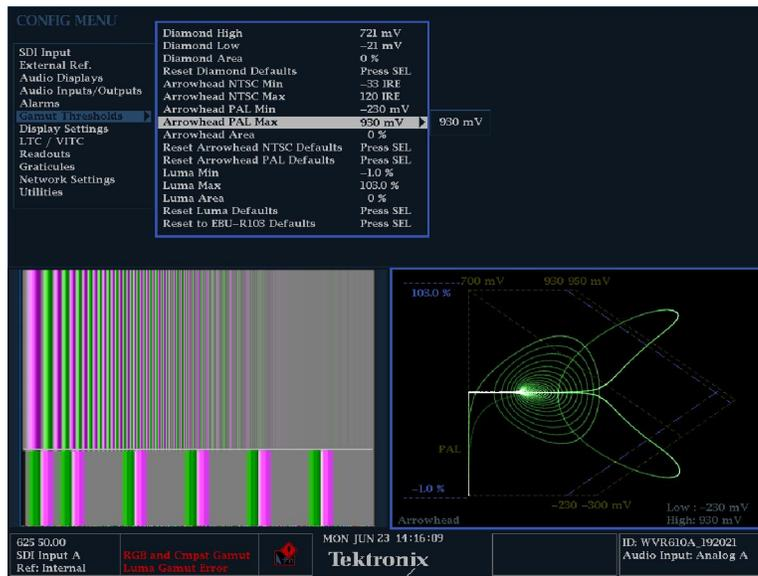 CONFIG MENU
SDI Input
External Ref.
Audio Displays
Audio Inputs/Outputs
Alarms
Gamut Thresholds
Display Settings
LTC / VITC
Readouts
Graticules
Network Settings
Utilities
Diamond High 721 mV
Diamond Low -21 mV
Diamond Area 0 %
Reset Diamond Defaults Press SEL
Arrowhead NTSC Min -33 IRE
Arrowhead NTSC Max 120 IRE
Arrowhead PAL Min -230 mV
Arrowhead PAL Max 930 mV
Arrowhead Area 0 %
Reset Arrowhead NTSC Defaults Press SEL
Reset Arrowhead PAL Defaults Press SEL
Luma Min -1.0 %
Luma Max 103.0 %
Luma Area 0 %
Reset Luma Defaults Press SEL
Reset to EBU-R103 Defaults Press SEL
930 mV
700 mV 930 950 mV
103.0 %
PAL
-1.0 %
-230 -300 mV
Low : -230 mV
Arrowhead High: 930 mV
625 50.00
SDI Input A
Ref: Internal
RGB and Cmpst Gamut
Luma Gamut Error
MON JUN 23 14:16:09
Tektronix
ID: WVR610A_192021
Audio Input: Analog A